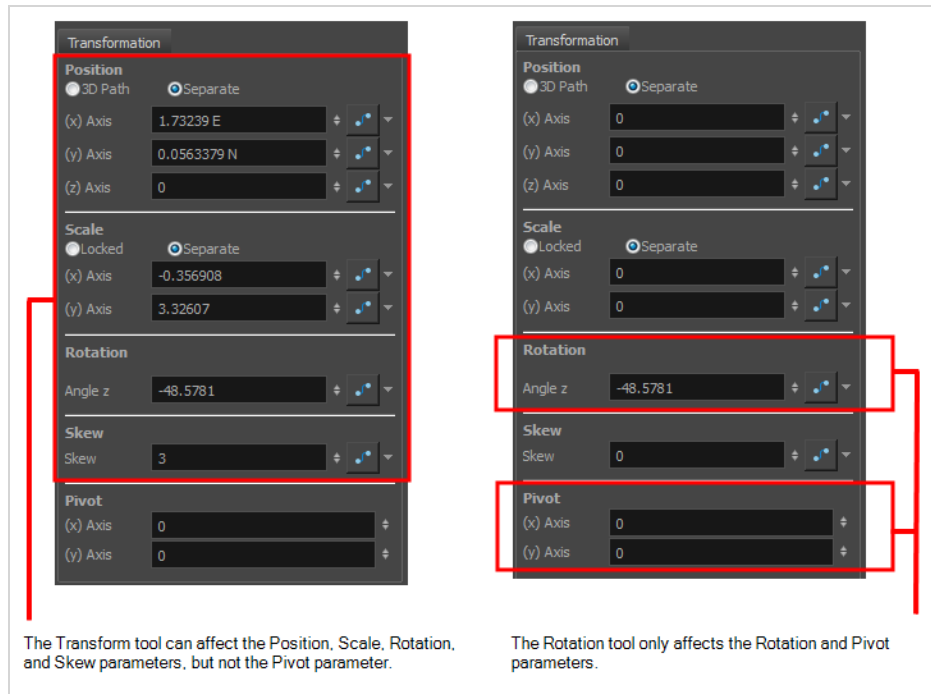 Transformation
Position
3D Path Separate
(x) Axis 1.73239 E
(y) Axis 0.0563379 N
(z) Axis 0
Scale
Locked Separate
(x) Axis -0.356908
(y) Axis 3.32607
Rotation
Angle z -48.5781
Skew
Skew 3
Pivot
(x) Axis 0
(y) Axis 0
The Transform tool can affect the Position, Scale, Rotation,
and Skew parameters, but not the Pivot parameter.
Transformation
Position
3D Path Separate
(x) Axis 0
(y) Axis 0
(z) Axis 0
Scale
Locked Separate
(x) Axis 0
(y) Axis 0
Rotation
Angle z -48.5781
Skew
Skew 0
Pivot
(x) Axis 0
(y) Axis 0
The Rotation tool only affects the Rotation and Pivot
parameters.